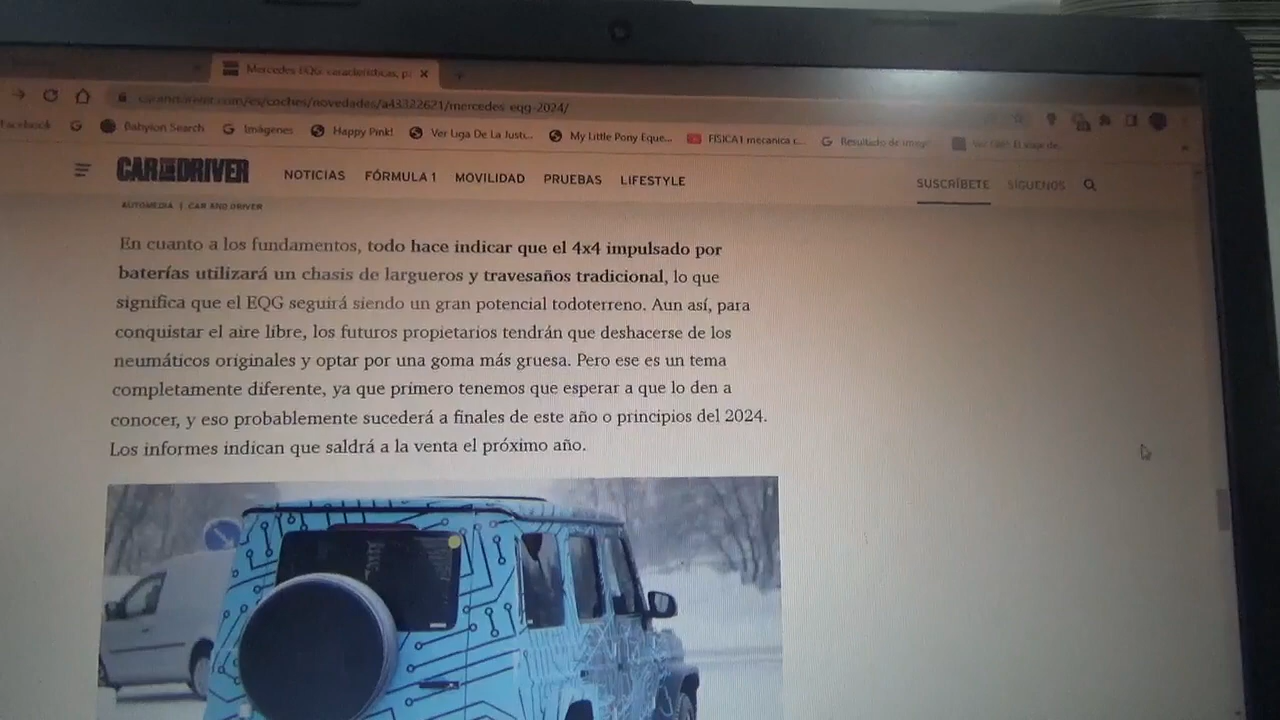 Mercedes EQG: características, p
caranddriver.com/es/coches/novedades/a43322621/mercedes-eqg-2024/
Facebook Babylon Search Imágenes Happy Pink! Ver Liga De La Justi... My Little Pony Eque... FISICA1 mecanica c... Resultado de image
CAR AND DRIVER NOTICIAS FÓRMULA 1 MOVILIDAD PRUEBAS LIFESTYLE SUSCRÍBETE SÍGUENOS
AUTOMEDIA | CAR AND DRIVER
En cuanto a los fundamentos, todo hace indicar que el 4x4 impulsado por
baterías utilizará un chasis de largueros y travesaños tradicional, lo que
significa que el EQG seguirá siendo un gran potencial todoterreno. Aun así, para
conquistar el aire libre, los futuros propietarios tendrán que deshacerse de los
neumáticos originales y optar por una goma más gruesa. Pero ese es un tema
completamente diferente, ya que primero tenemos que esperar a que lo den a
conocer, y eso probablemente sucederá a finales de este año o principios del 2024.
Los informes indican que saldrá a la venta el próximo año.